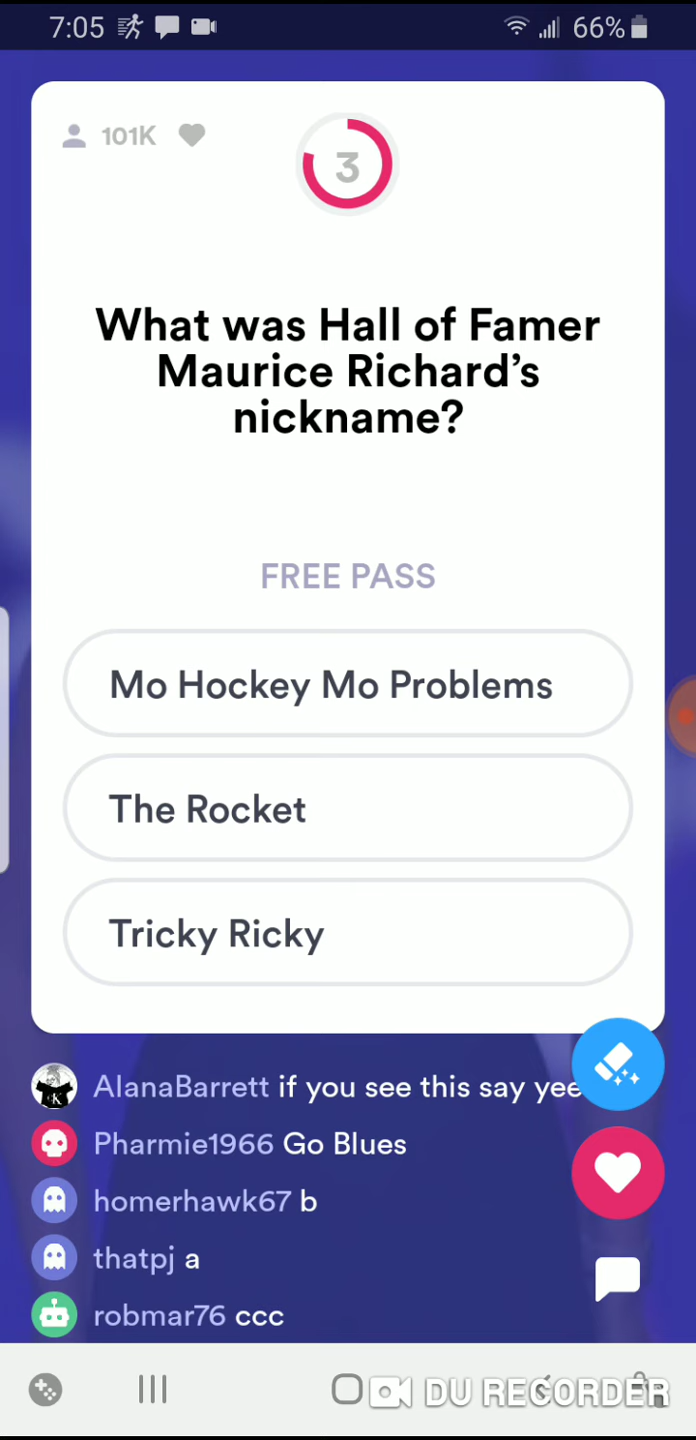 7:05 66%
101K
3
What was Hall of Famer
Maurice Richard’s
nickname?
FREE PASS
Mo Hockey Mo Problems
The Rocket
Tricky Ricky
AlanaBarrett if you see this say yee
Pharmie1966 Go Blues
homerhawk67 b
thatpj a
robmar76 ccc
DU RECORDER